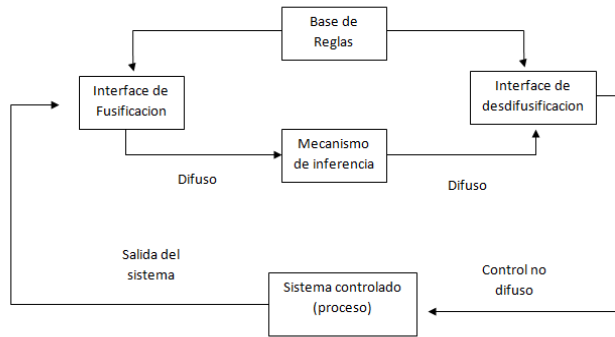 Base de
Reglas
Interface de
Fusificacion
Interface de
desdifusificacion
Mecanismo
de inferencia
Difuso
Difuso
Salida del
sistema
Control no
difuso
Sistema controlado
(proceso)